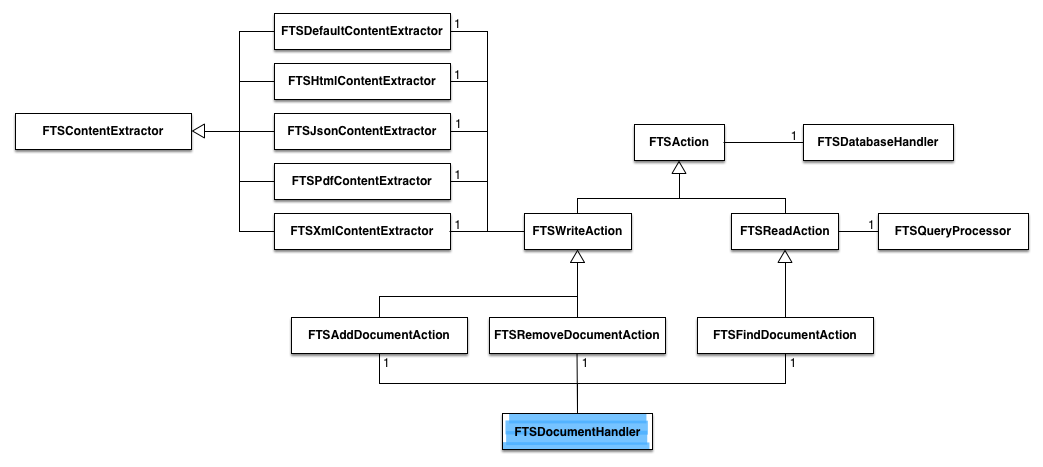 FTSDefaultContentExtractor
1
FTSHtmlContentExtractor
1
FTSContentExtractor
FTSJsonContentExtractor
1
FTSPdfContentExtractor
1
FTSXmlContentExtractor
1
FTSAction
1
FTSDatabaseHandler
FTSWriteAction
FTSReadAction
1
FTSQueryProcessor
FTSAddDocumentAction
FTSRemoveDocumentAction
FTSFindDocumentAction
1
1
1
FTSDocumentHandler